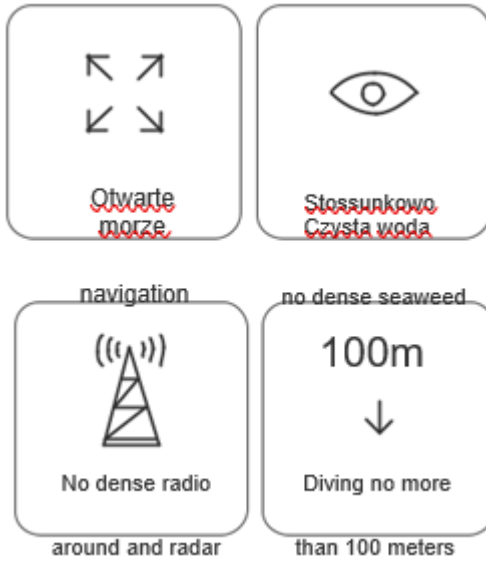 Otwarte
morze
Stossunkowo
Czysta woda
navigation
no dense seaweed
100m
No dense radio
Diving no more
around and radar
than 100 meters